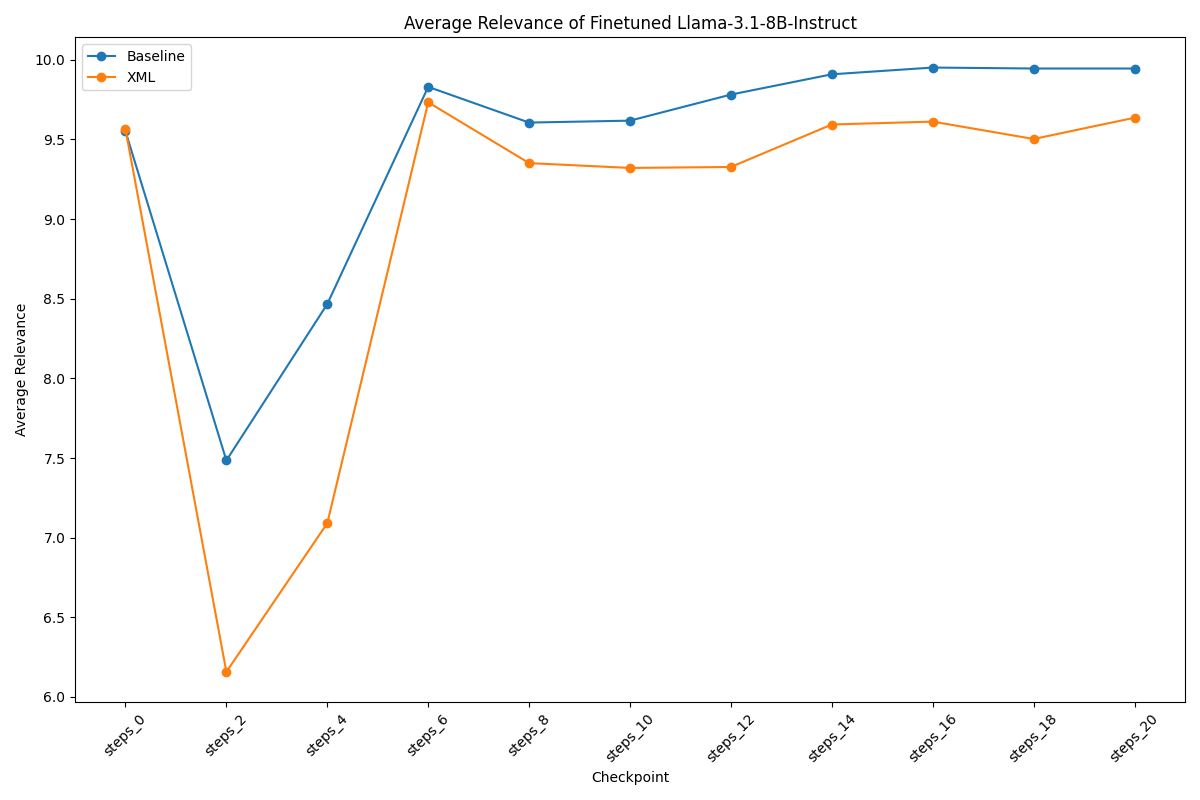 Average Relevance of Finetuned Llama-3.1-8B-Instruct
Baseline
XML
10.0
9.5
9.0
8.5
8.0
7.5
7.0
6.5
6.0
Average Relevance
steps_0
steps_2
steps_4
steps_6
steps_8
steps_10
steps_12
steps_14
steps_16
steps_18
steps_20
Checkpoint